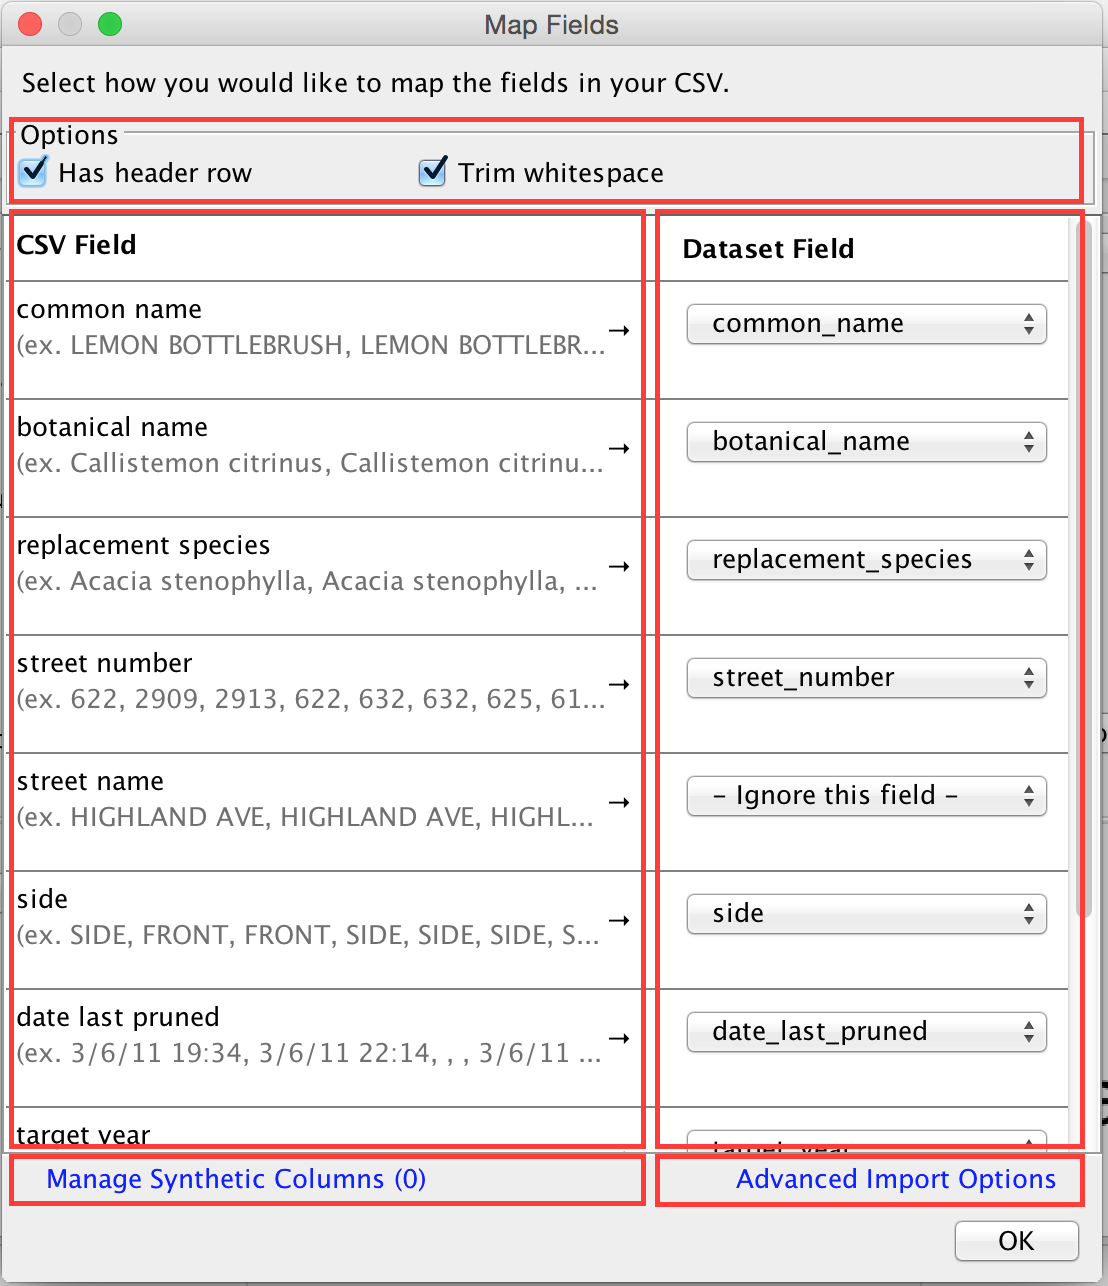 Map Fields
Select how you would like to map the fields in your CSV.
Options
Has header row
Trim whitespace
CSV Field
Dataset Field
common name
(ex. LEMON BOTTLEBRUSH, LEMON BOTTLEBR...
→
common_name
botanical name
(ex. Callistemon citrinus, Callistemon citrinu...
→
botanical_name
replacement species
(ex. Acacia stenophylla, Acacia stenophylla, ...
→
replacement_species
street number
(ex. 622, 2909, 2913, 622, 632, 632, 625, 61...
→
street_number
street name
(ex. HIGHLAND AVE, HIGHLAND AVE, HIGHL...
→
– Ignore this field –
side
(ex. SIDE, FRONT, FRONT, SIDE, SIDE, SIDE, S...
→
side
date last pruned
(ex. 3/6/11 19:34, 3/6/11 22:14, , , 3/6/11 ...
→
date_last_pruned
target year
target_year
Manage Synthetic Columns (0)
Advanced Import Options
OK